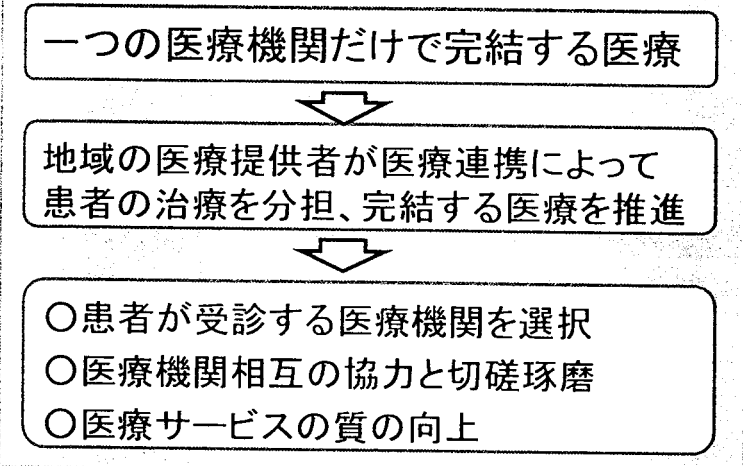 一つの医療機関だけで完結する医療
地域の医療提供者が医療連携によって
患者の治療を分担、完結する医療を推進
○患者が受診する医療機関を選択
○医療機関相互の協力と切磋琢磨
○医療サービスの質の向上